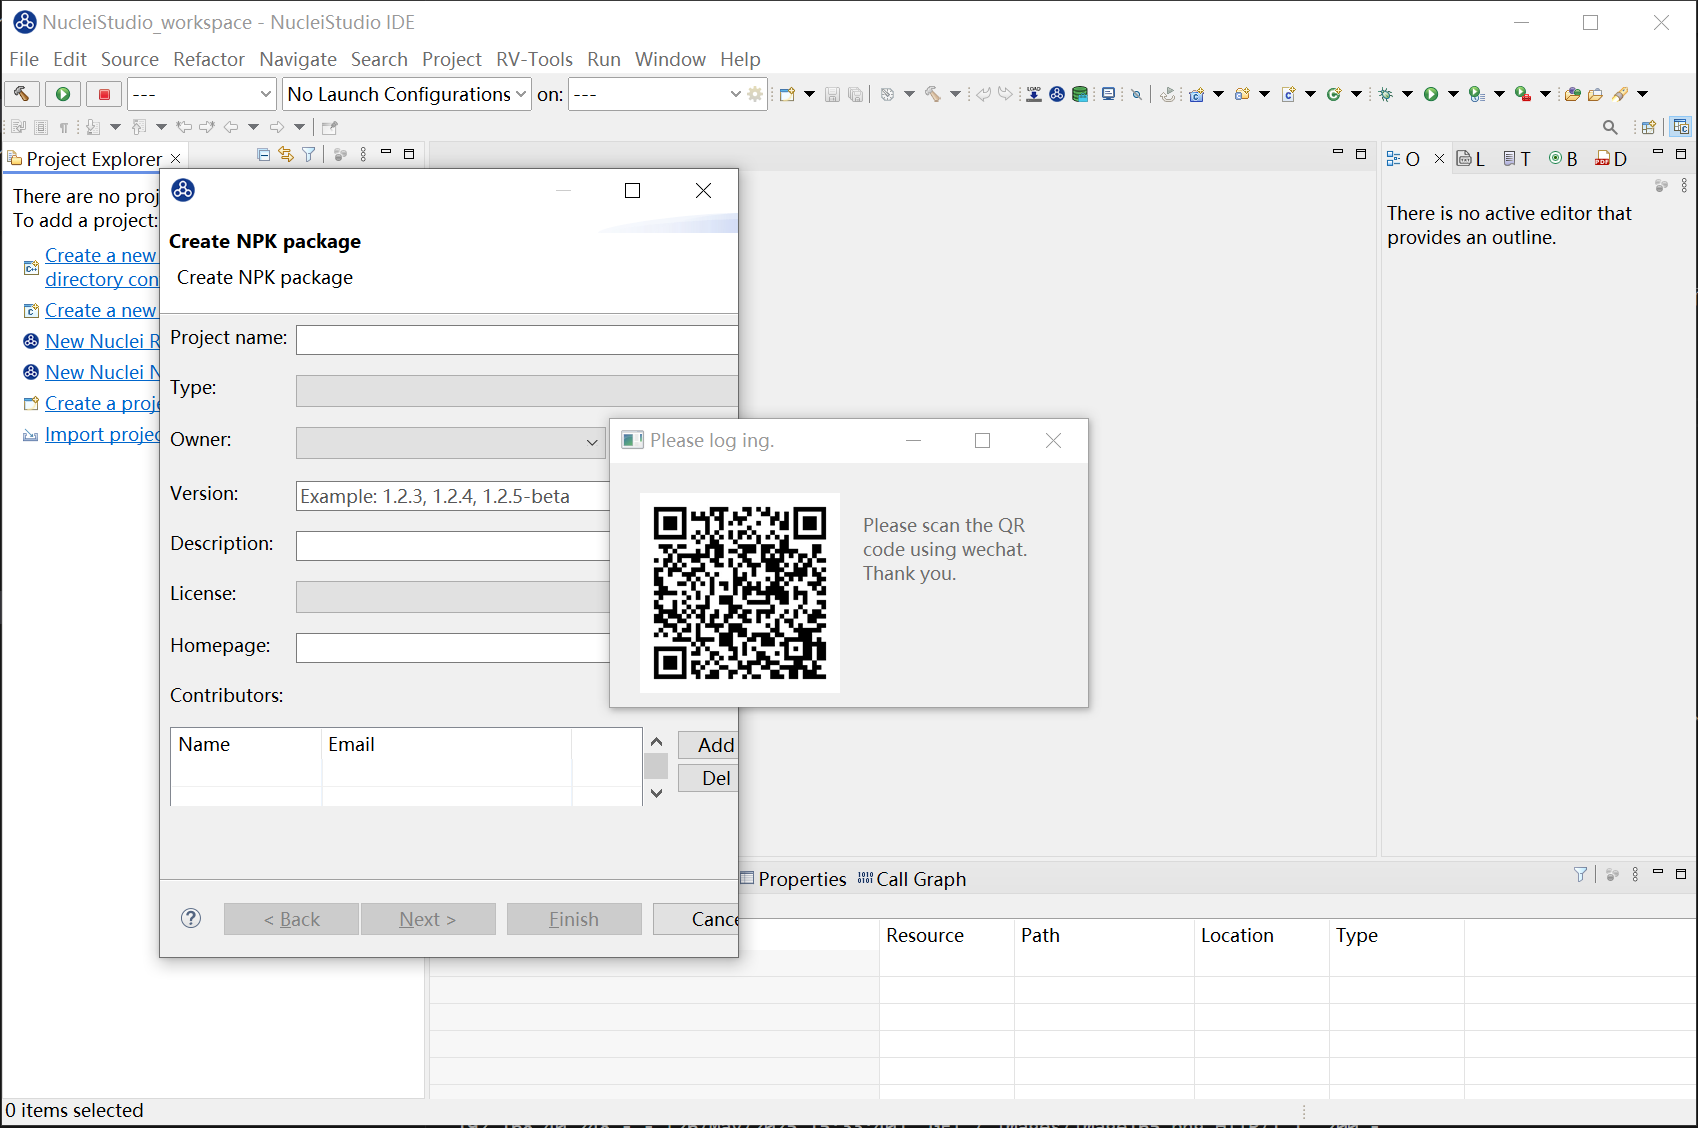 NucleiStudio_workspace - NucleiStudio IDE
File Edit Source Refactor Navigate Search Project RV-Tools Run Window Help
--- No Launch Configurations on: ---
Project Explorer
There are no proj
To add a project:
Create a new
directory con
Create a new
New Nuclei R
New Nuclei N
Create a proje
Import projec
Create NPK package
Create NPK package
Project name:
Type:
Owner:
Version: Example: 1.2.3, 1.2.4, 1.2.5-beta
Description:
License:
Homepage:
Contributors:
Name Email
Add
Del
< Back Next > Finish Cance
Please log ing.
Please scan the QR
code using wechat.
Thank you.
O L T B D
There is no active editor that
provides an outline.
Properties Call Graph
Resource Path Location Type
0 items selected